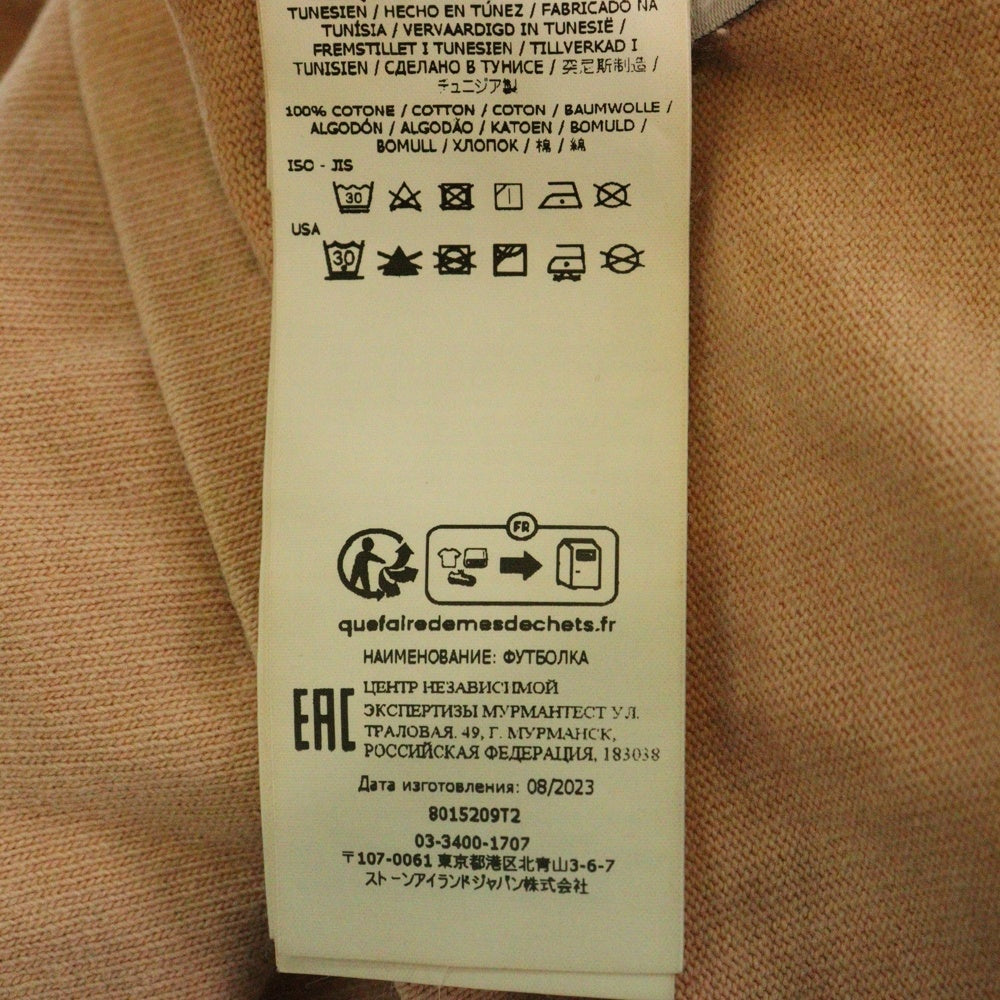 TUNESIEN / HECHO EN TÚNEZ / FABRICADO NA
TUNÍSIA / VERVAARDIGD IN TUNESIË /
FREMSTILLET I TUNESIEN / TILLVERKAD I
TUNISIEN / СДЕЛАНО В ТУНИСЕ / 突尼斯制造 /
チュニジア製
100% COTONE / COTTON / COTON / BAUMWOLLE /
ALGODÓN / ALGODÃO / KATOEN / BOMULD /
BOMULL / ХЛОПОК / 棉 / 綿
ISO - JIS
30
USA
30
FR
quefairedemesdechets.fr
НАИМЕНОВАНИЕ: ФУТБОЛКА
EAC
ЦЕНТР НЕЗАВИСИМОЙ
ЭКСПЕРТИЗЫ МУРМАНТЕСТ УЛ.
ТРАЛОВАЯ. 49, Г. МУРМАНСК,
РОССИЙСКАЯ ФЕДЕРАЦИЯ, 183038
Дата изготовления: 08/2023
8015209T2
03-3400-1707
〒107-0061 東京都港区北青山3-6-7
ストーンアイランドジャパン株式会社